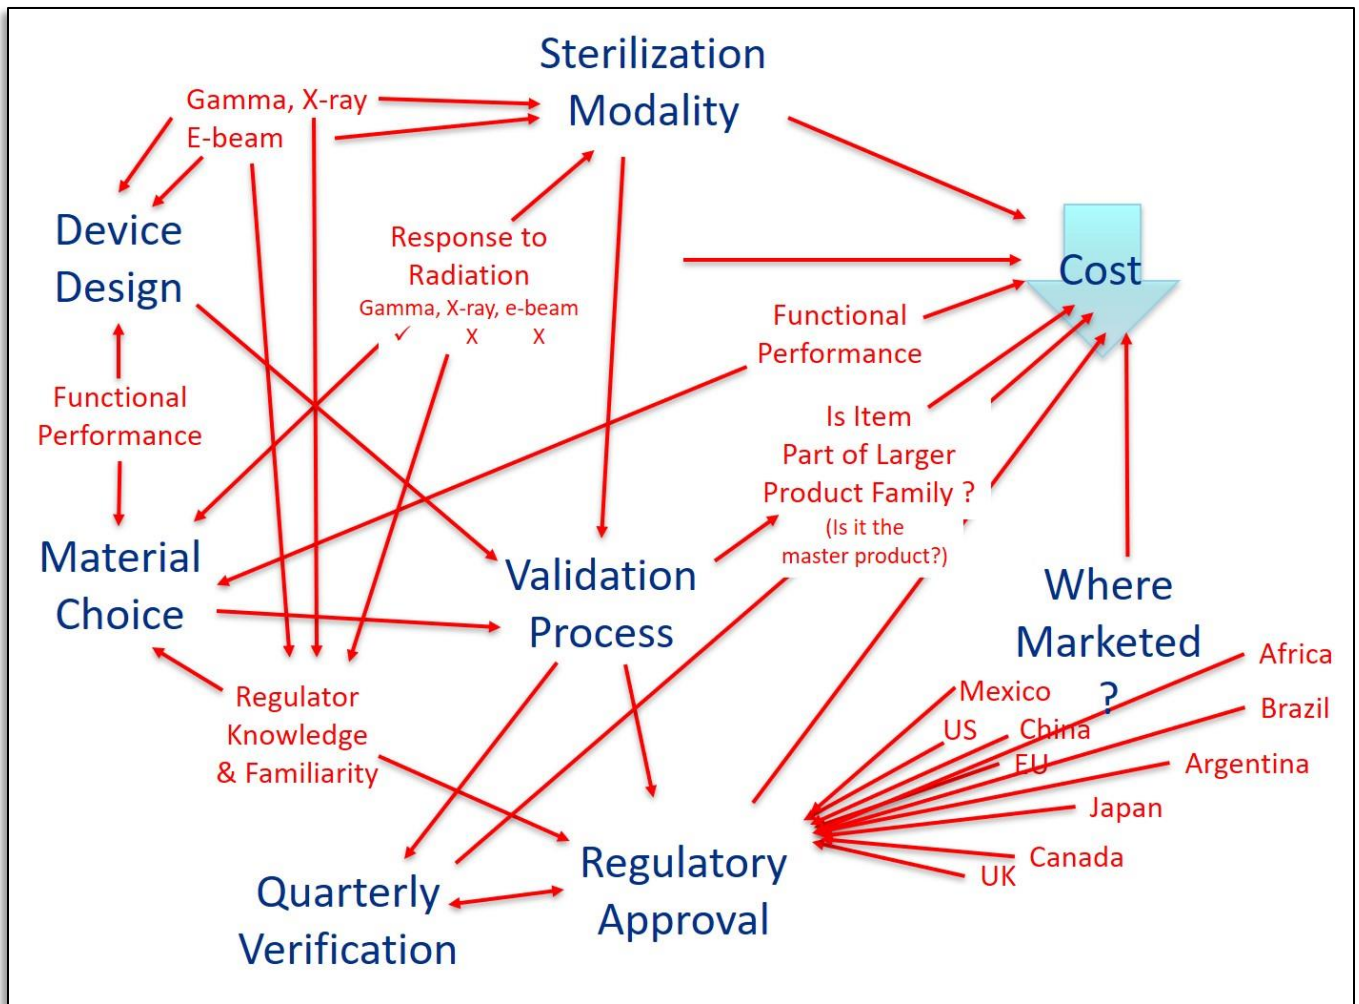 Sterilization
Modality
Gamma, X-ray
E-beam
Device
Design
Response to
Radiation
Gamma, X-ray, e-beam
✓ X X
Cost
Functional
Performance
Functional
Performance
Is Item
Part of Larger
Product Family ?
(Is it the
master product?)
Material
Choice
Validation
Process
Where
Marketed
?
Regulator
Knowledge
& Familiarity
Mexico
US
China
EU
Africa
Brazil
Argentina
Japan
Canada
UK
Quarterly
Verification
Regulatory
Approval